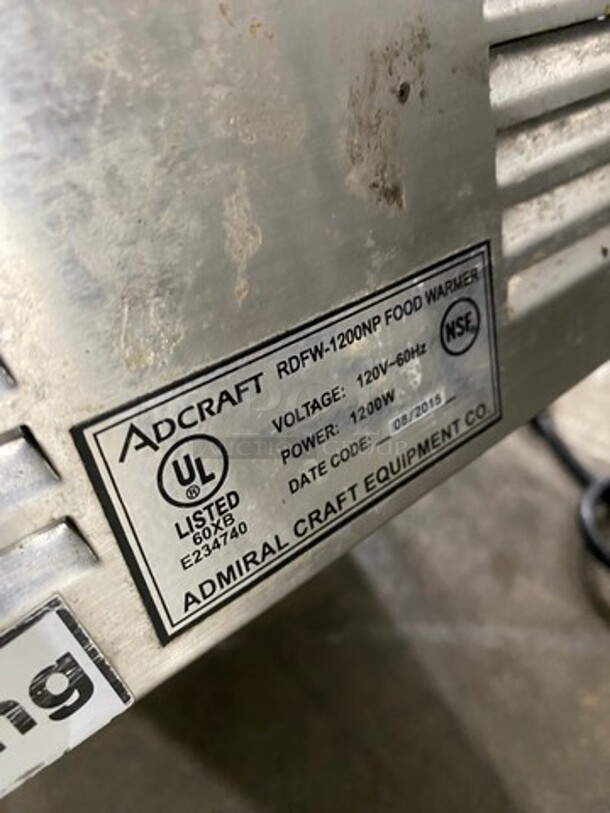 ADCRAFT RDFW-1200NP FOOD WARMER
VOLTAGE: 120V~60Hz
NSF
POWER: 1200W
DATE CODE: 08/2015
UL
LISTED
60XB
E234740
ADMIRAL CRAFT EQUIPMENT CO.
ng